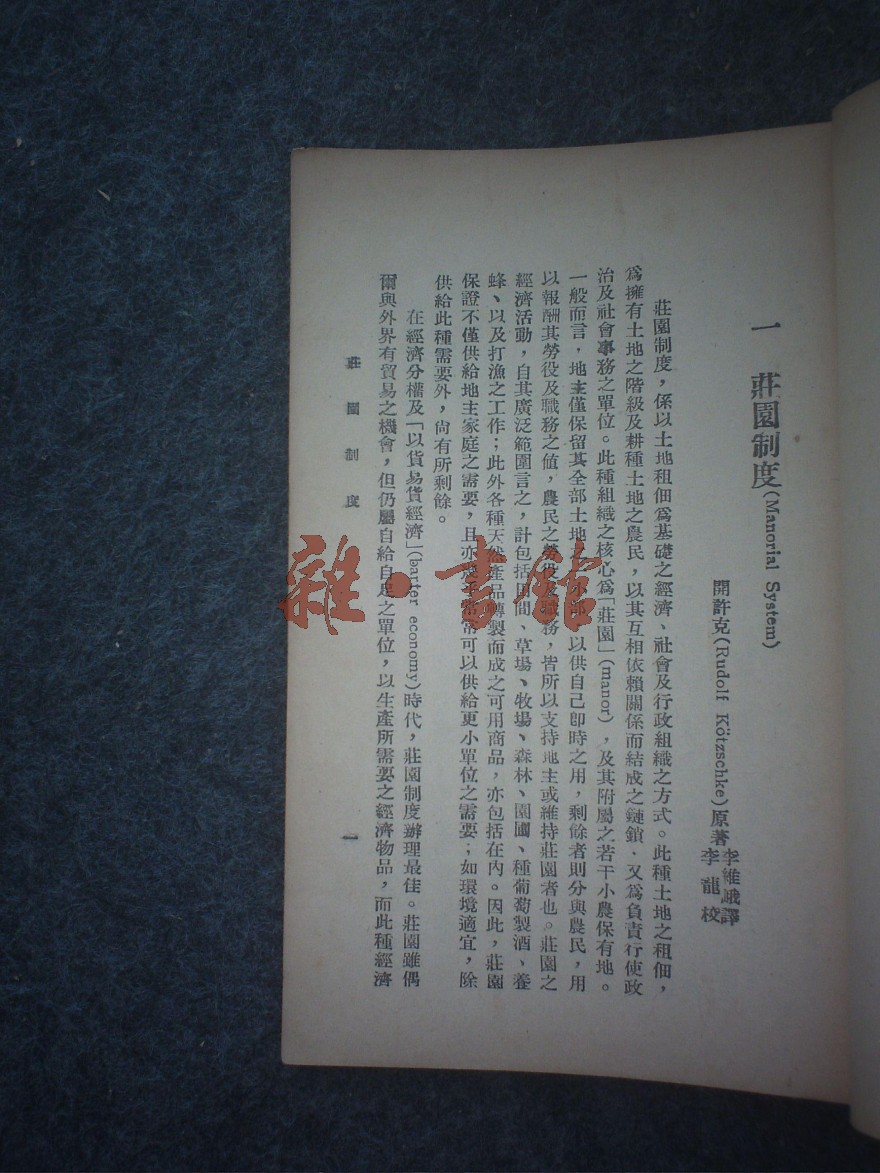 一 莊園制度(Manorial System)
開許克(Rudolf Kötzschke)原著
李維峨譯
李龍校
莊園制度，係以土地租佃爲基礎之經濟、社會及行政組織之方式。此種土地之租佃，
爲擁有土地之階級及耕種土地之農民，以其互相依賴關係而結成之鏈鎖．又爲負責行使政
治及社會事務之單位。此種組織之核心爲「莊園」(manor)，及其附屬之若干小農保有地。
一般而言，地主僅保留其全部土地之小部，以供自己卽時之用，剩餘者則分與農民，用
以報酬其勞役及職務之値，農民之勞役及職務，皆所以支持地主或維持莊園者也。莊園之
經濟活動，自其廣泛範圍言之，計包括田間、草場、牧場、森林、園圃、種葡萄製酒、養
蜂、以及打漁之工作；此外各種天然產品轉製而成之可用商品，亦包括在內。因此，莊園
保證不僅供給地主家庭之需要，且亦常可以供給更小單位之需要；如環境適宜，除
供給此種需要外，尙有所剩餘。
在經濟分權及「以貨易貨經濟」(barter economy)時代，莊園制度辦理最佳。莊園雖偶
爾與外界有貿易之機會，但仍屬自給自足之單位，以生產所需要之經濟物品，而此種經濟
莊園制度
一
雜·書館